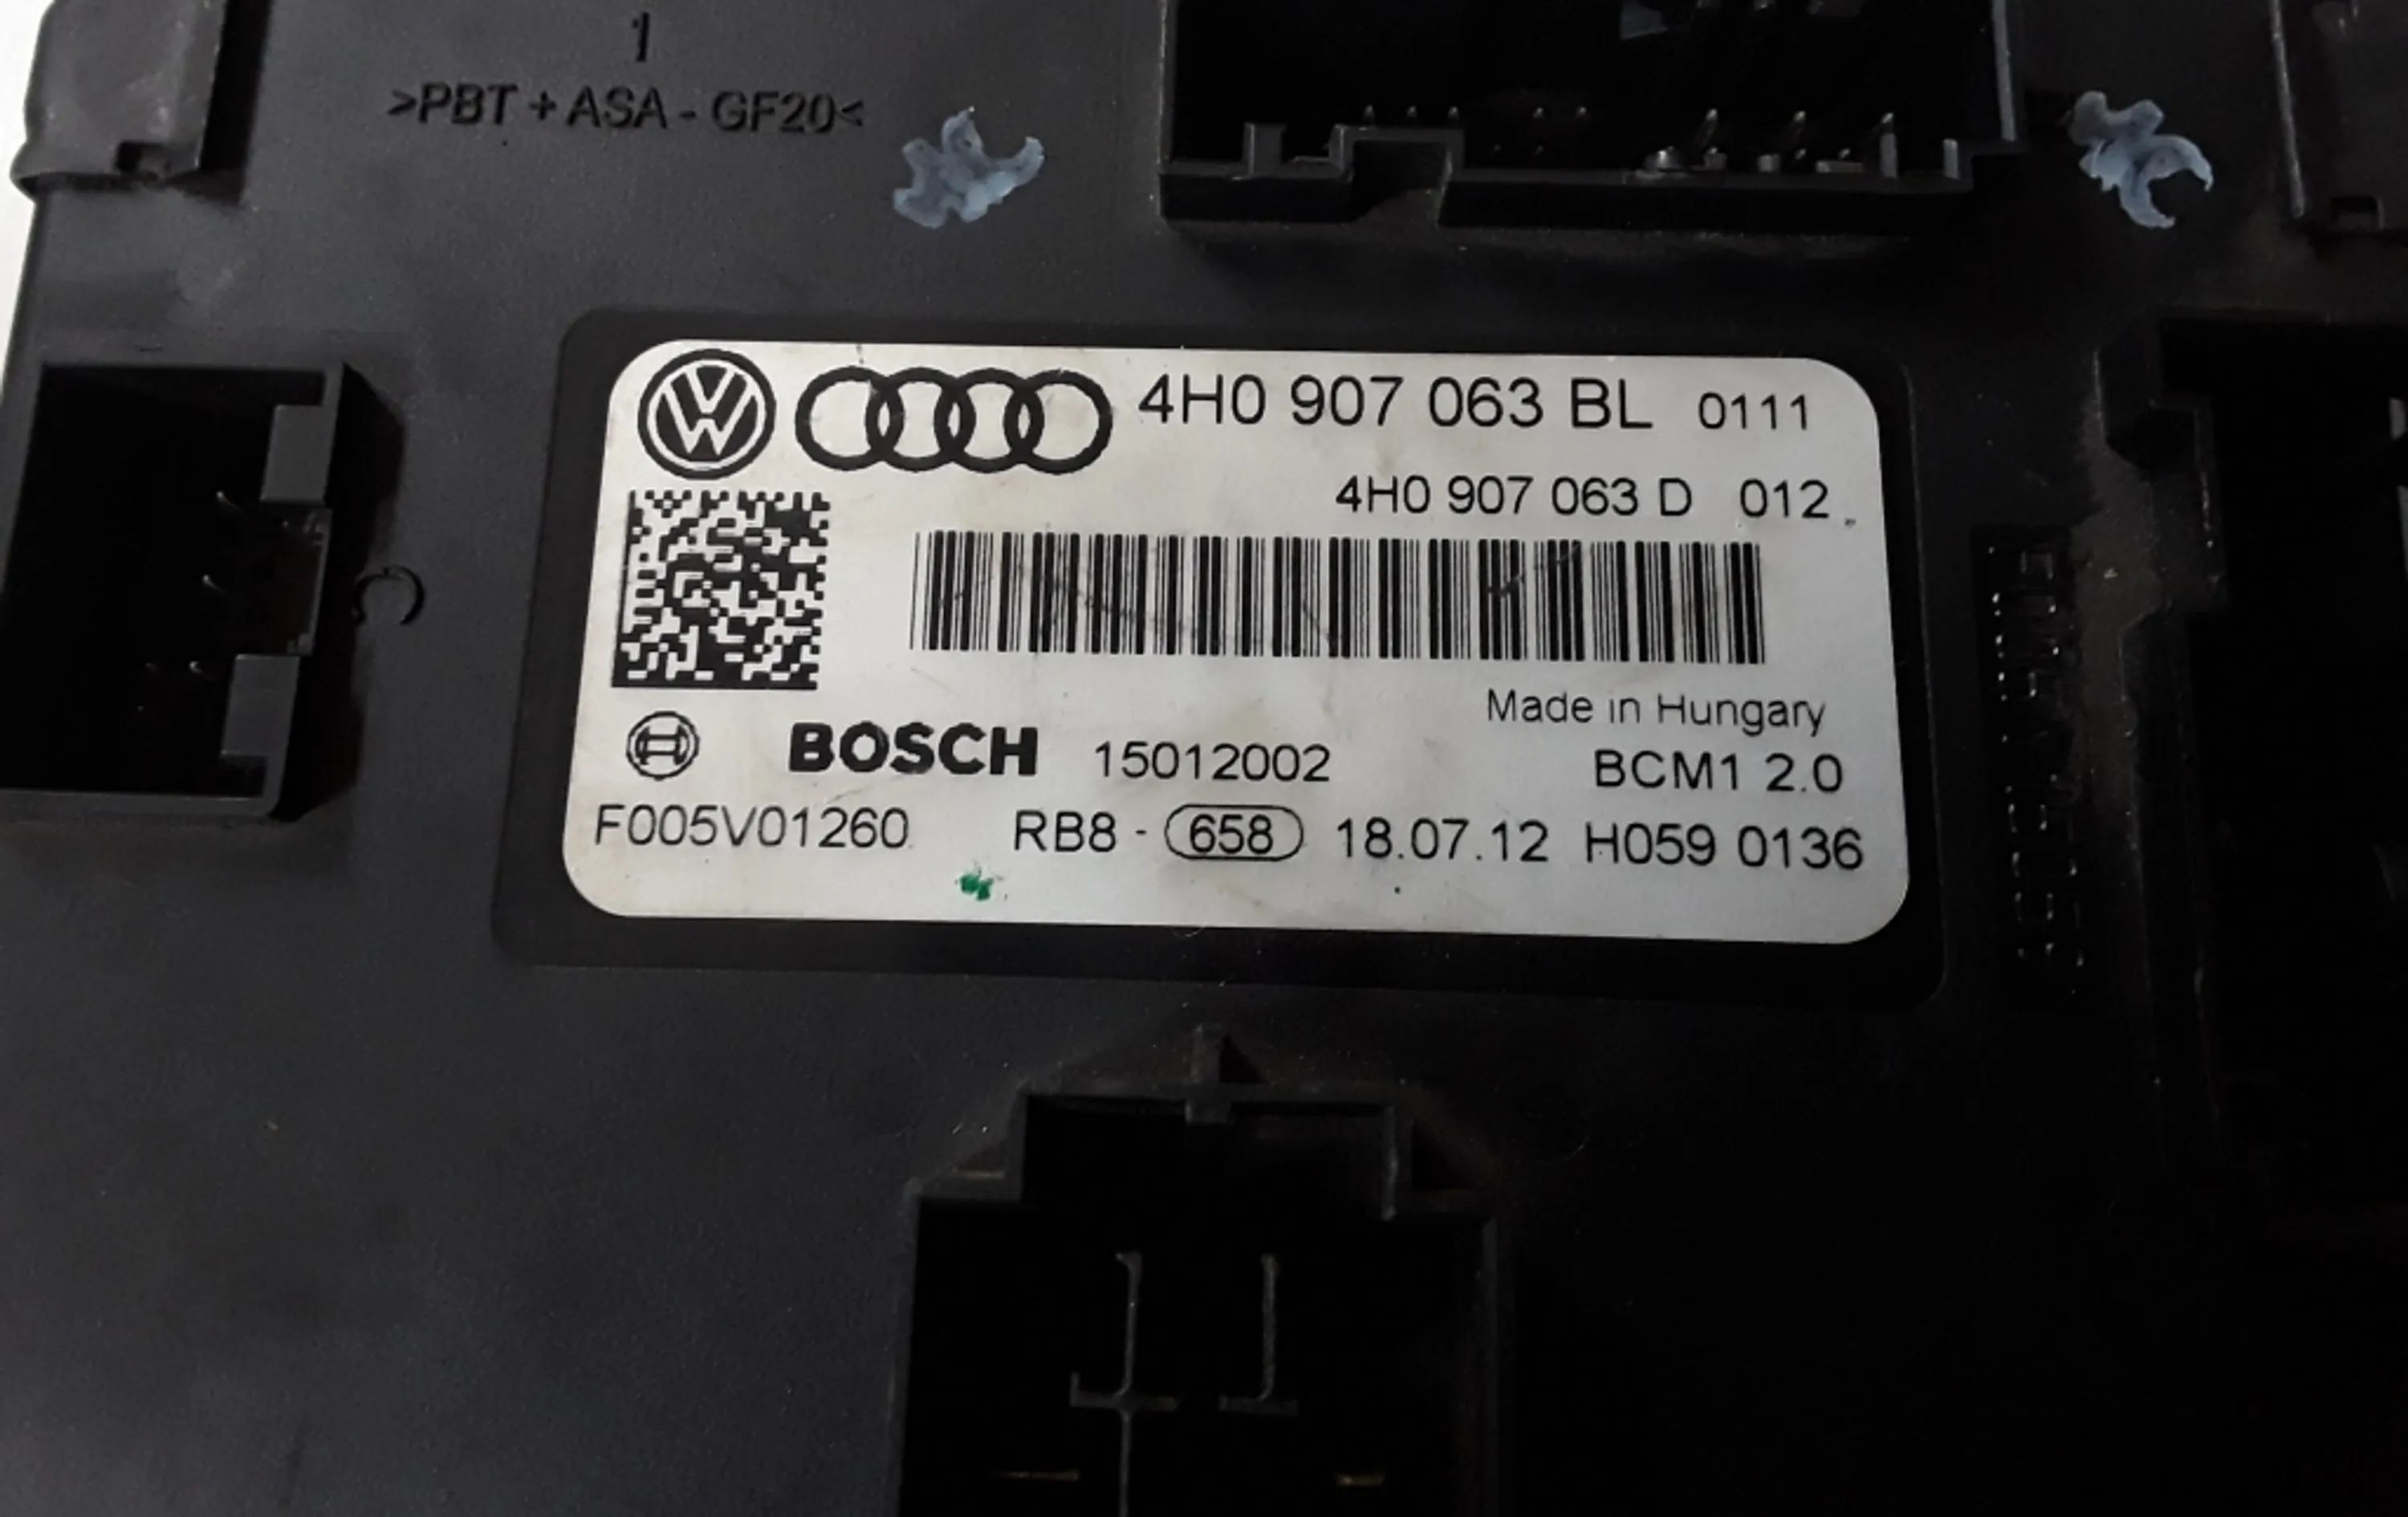 1
>PBT + ASA - GF20<
4H0 907 063 BL 0111
4H0 907 063 D 012
Made in Hungary
BOSCH 15012002
BCM1 2.0
F005V01260 RB8 - 658 18.07.12 H059 0136